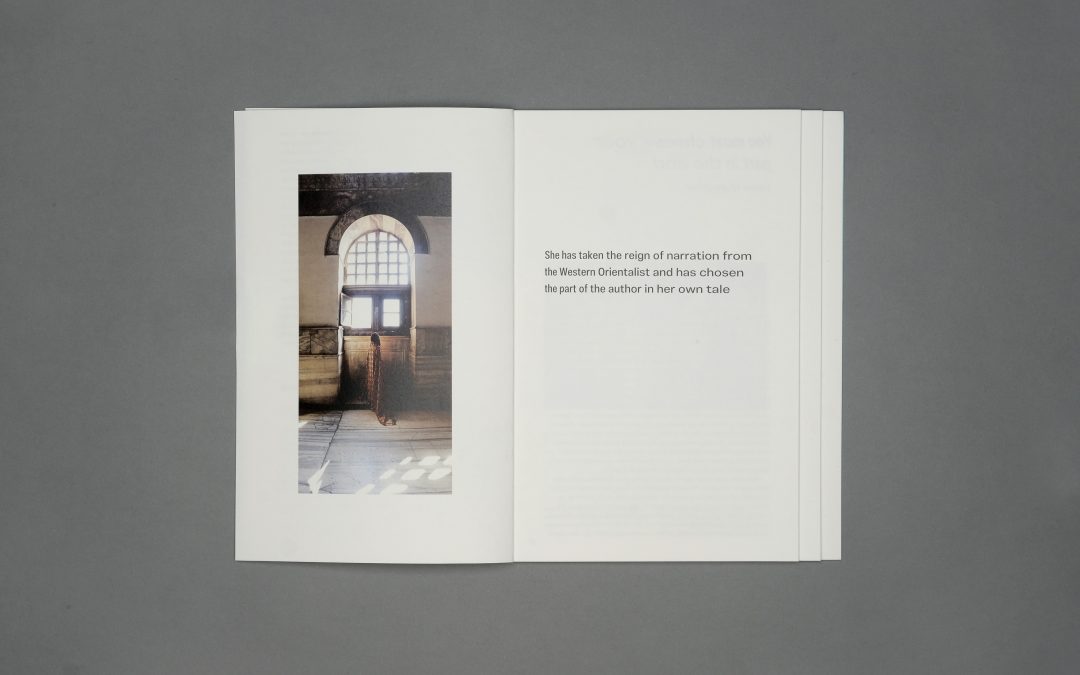 She has taken the reign of narration from
the Western Orientalist and has chosen
the part of the author in her own tale